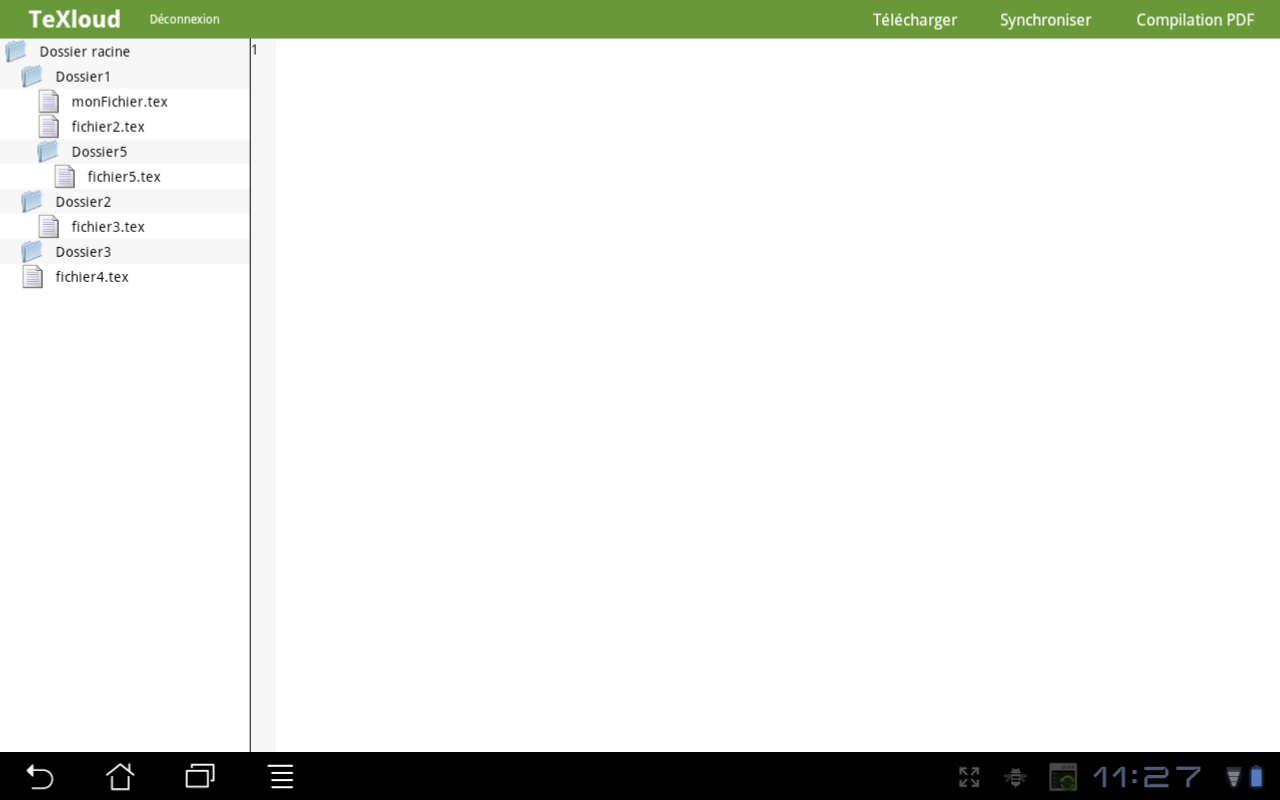 TeXloud Déconnexion Télécharger Synchroniser Compilation PDF
Dossier racine
1
Dossier1
monFichier.tex
fichier2.tex
Dossier5
fichier5.tex
Dossier2
fichier3.tex
Dossier3
fichier4.tex
11:27